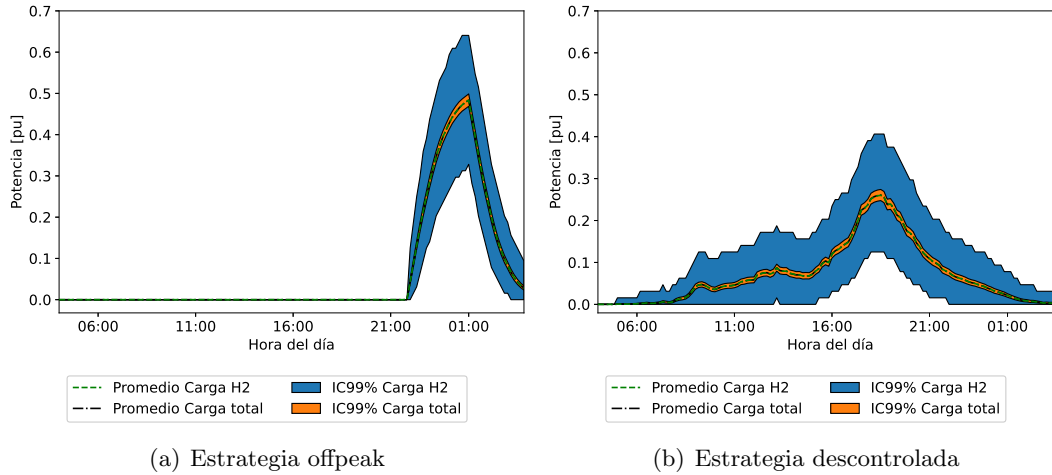 0.7
0.6
0.5
0.4
0.3
0.2
0.1
0.0
Potencia [pu]
06:00 11:00 16:00 21:00 01:00
Hora del día
Promedio Carga H2 IC99% Carga H2
Promedio Carga total IC99% Carga total
(a) Estrategia offpeak
0.7
0.6
0.5
0.4
0.3
0.2
0.1
0.0
Potencia [pu]
06:00 11:00 16:00 21:00 01:00
Hora del día
Promedio Carga H2 IC99% Carga H2
Promedio Carga total IC99% Carga total
(b) Estrategia descontrolada